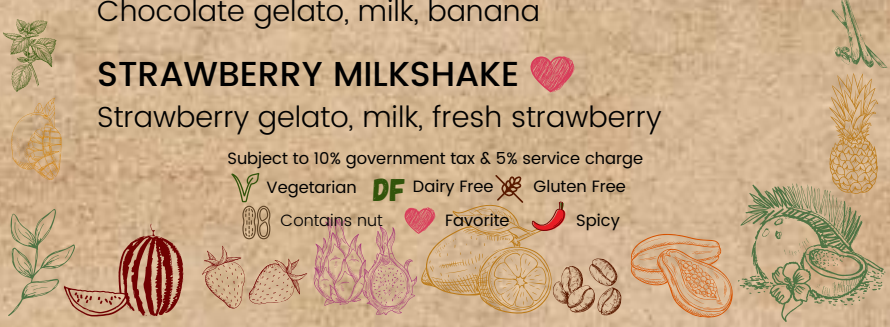 Chocolate gelato, milk, banana
STRAWBERRY MILKSHAKE
Strawberry gelato, milk, fresh strawberry
Subject to 10% government tax & 5% service charge
Vegetarian DF Dairy Free Gluten Free
Contains nut Favorite Spicy